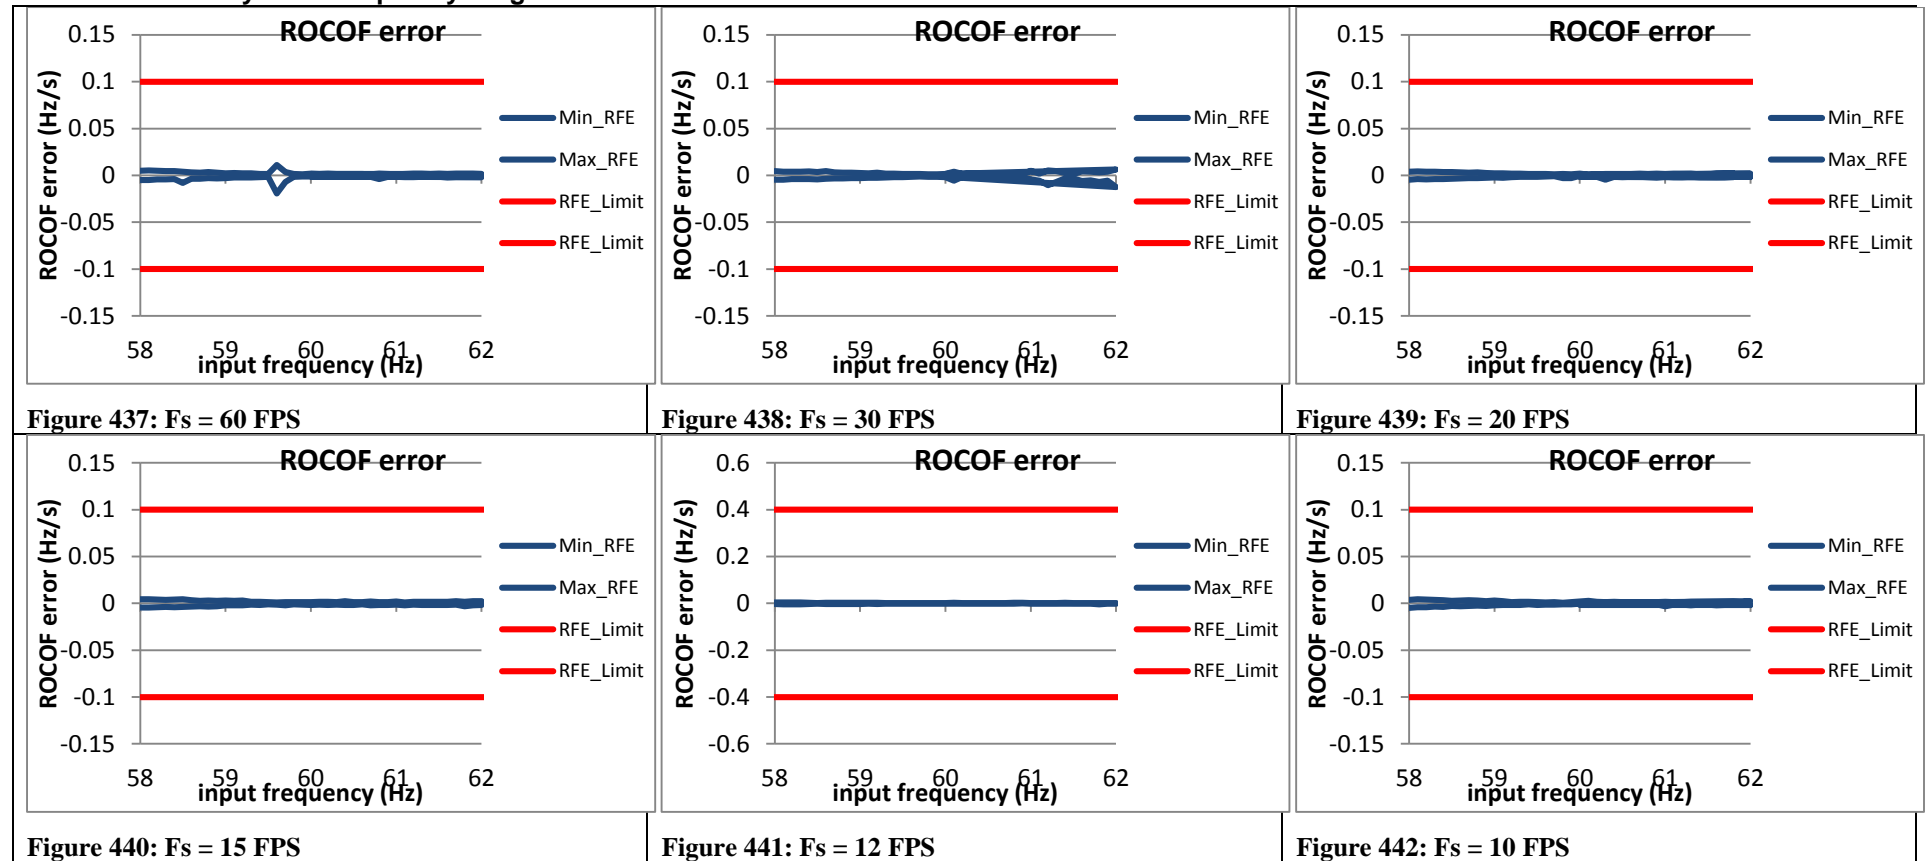 ROCOF error
0.15
0.1
0.05
0
-0.05
-0.1
-0.15
ROCOF error (Hz/s)
58 59 60 61 62
input frequency (Hz)
Min_RFE
Max_RFE
RFE_Limit
RFE_Limit
Figure 437: Fs = 60 FPS
ROCOF error
0.15
0.1
0.05
0
-0.05
-0.1
-0.15
ROCOF error (Hz/s)
58 59 60 61 62
input frequency (Hz)
Min_RFE
Max_RFE
RFE_Limit
RFE_Limit
Figure 438: Fs = 30 FPS
ROCOF error
0.15
0.1
0.05
0
-0.05
-0.1
-0.15
ROCOF error (Hz/s)
58 59 60 61 62
input frequency (Hz)
Min_RFE
Max_RFE
RFE_Limit
RFE_Limit
Figure 439: Fs = 20 FPS
ROCOF error
0.15
0.1
0.05
0
-0.05
-0.1
-0.15
ROCOF error (Hz/s)
58 59 60 61 62
input frequency (Hz)
Min_RFE
Max_RFE
RFE_Limit
RFE_Limit
Figure 440: Fs = 15 FPS
ROCOF error
0.6
0.4
0.2
0
-0.2
-0.4
-0.6
ROCOF error (Hz/s)
58 59 60 61 62
input frequency (Hz)
Min_RFE
Max_RFE
RFE_Limit
RFE_Limit
Figure 441: Fs = 12 FPS
ROCOF error
0.15
0.1
0.05
0
-0.05
-0.1
-0.15
ROCOF error (Hz/s)
58 59 60 61 62
input frequency (Hz)
Min_RFE
Max_RFE
RFE_Limit
RFE_Limit
Figure 442: Fs = 10 FPS